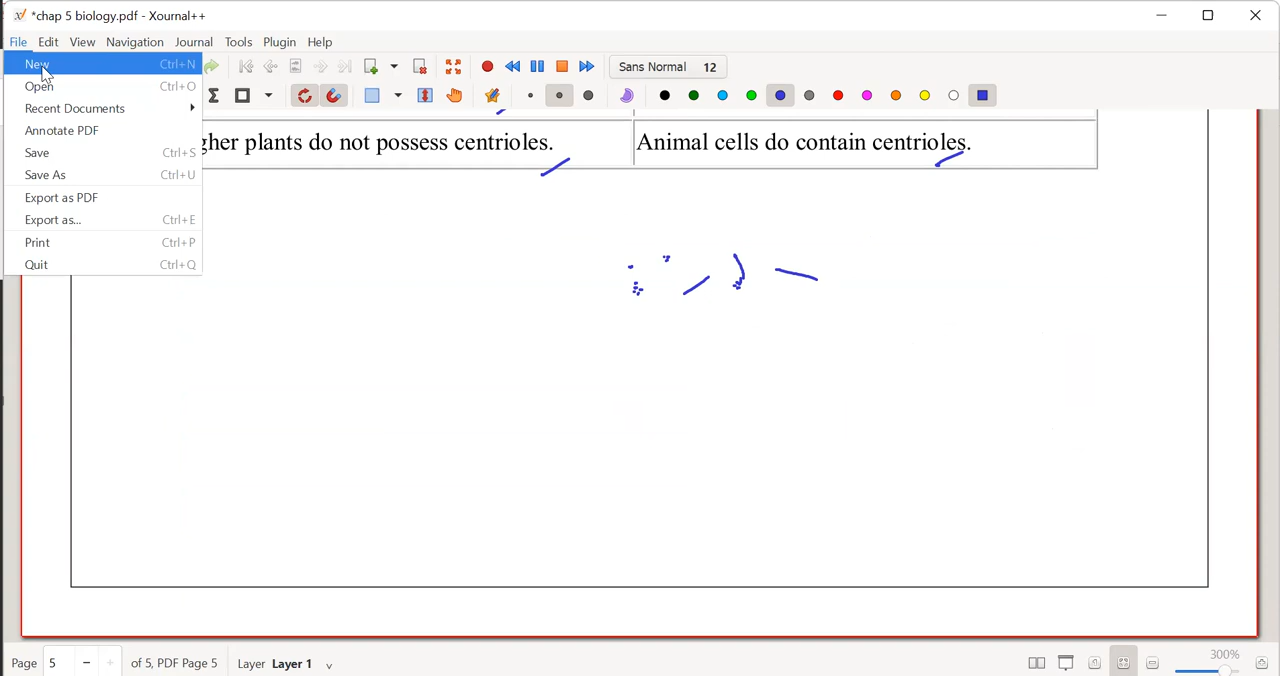 *chap 5 biology.pdf - Xournal++
File Edit View Navigation Journal Tools Plugin Help
New Ctrl+N
Sans Normal 12
Open Ctrl+O
Recent Documents
Annotate PDF
gher plants do not possess centrioles. Animal cells do contain centrioles.
Save Ctrl+S
Save As Ctrl+U
Export as PDF
Export as... Ctrl+E
Print Ctrl+P
Quit Ctrl+Q
Page 5 of 5, PDF Page 5 Layer Layer 1 300%